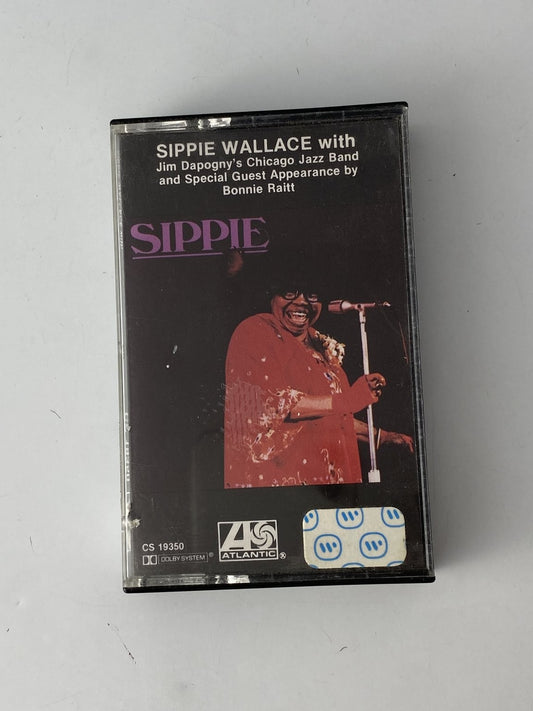 SIPPIE WALLACE with
Jim Dapogny's Chicago Jazz Band
and Special Guest Appearance by
Bonnie Raitt
SIPPIE
CS 19350
DOLBY SYSTEM®
ATLANTIC®